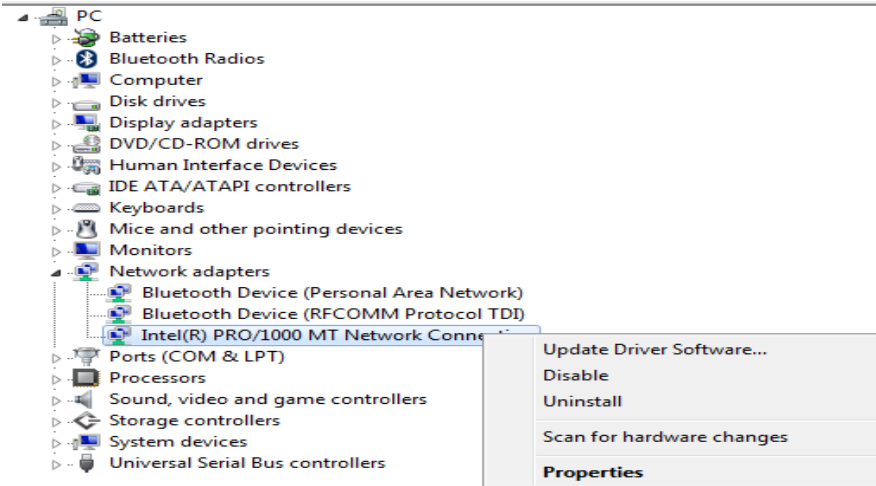 PC
Batteries
Bluetooth Radios
Computer
Disk drives
Display adapters
DVD/CD-ROM drives
Human Interface Devices
IDE ATA/ATAPI controllers
Keyboards
Mice and other pointing devices
Monitors
Network adapters
Bluetooth Device (Personal Area Network)
Bluetooth Device (RFCOMM Protocol TDI)
Intel(R) PRO/1000 MT Network
Ports (COM & LPT)
Processors
Sound, video and game controllers
Storage controllers
System devices
Universal Serial Bus controllers
Update Driver Software...
Disable
Uninstall
Scan for hardware changes
Properties